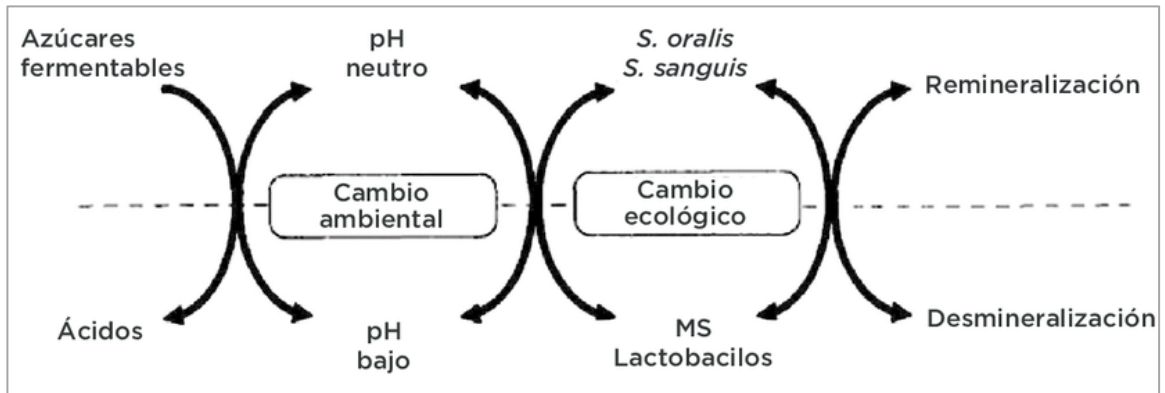 Azúcares
fermentables
pH
neutro
S. oralis
S. sanguis
Remineralización
Cambio
ambiental
Cambio
ecológico
Ácidos
pH
bajo
MS
Lactobacilos
Desmineralización